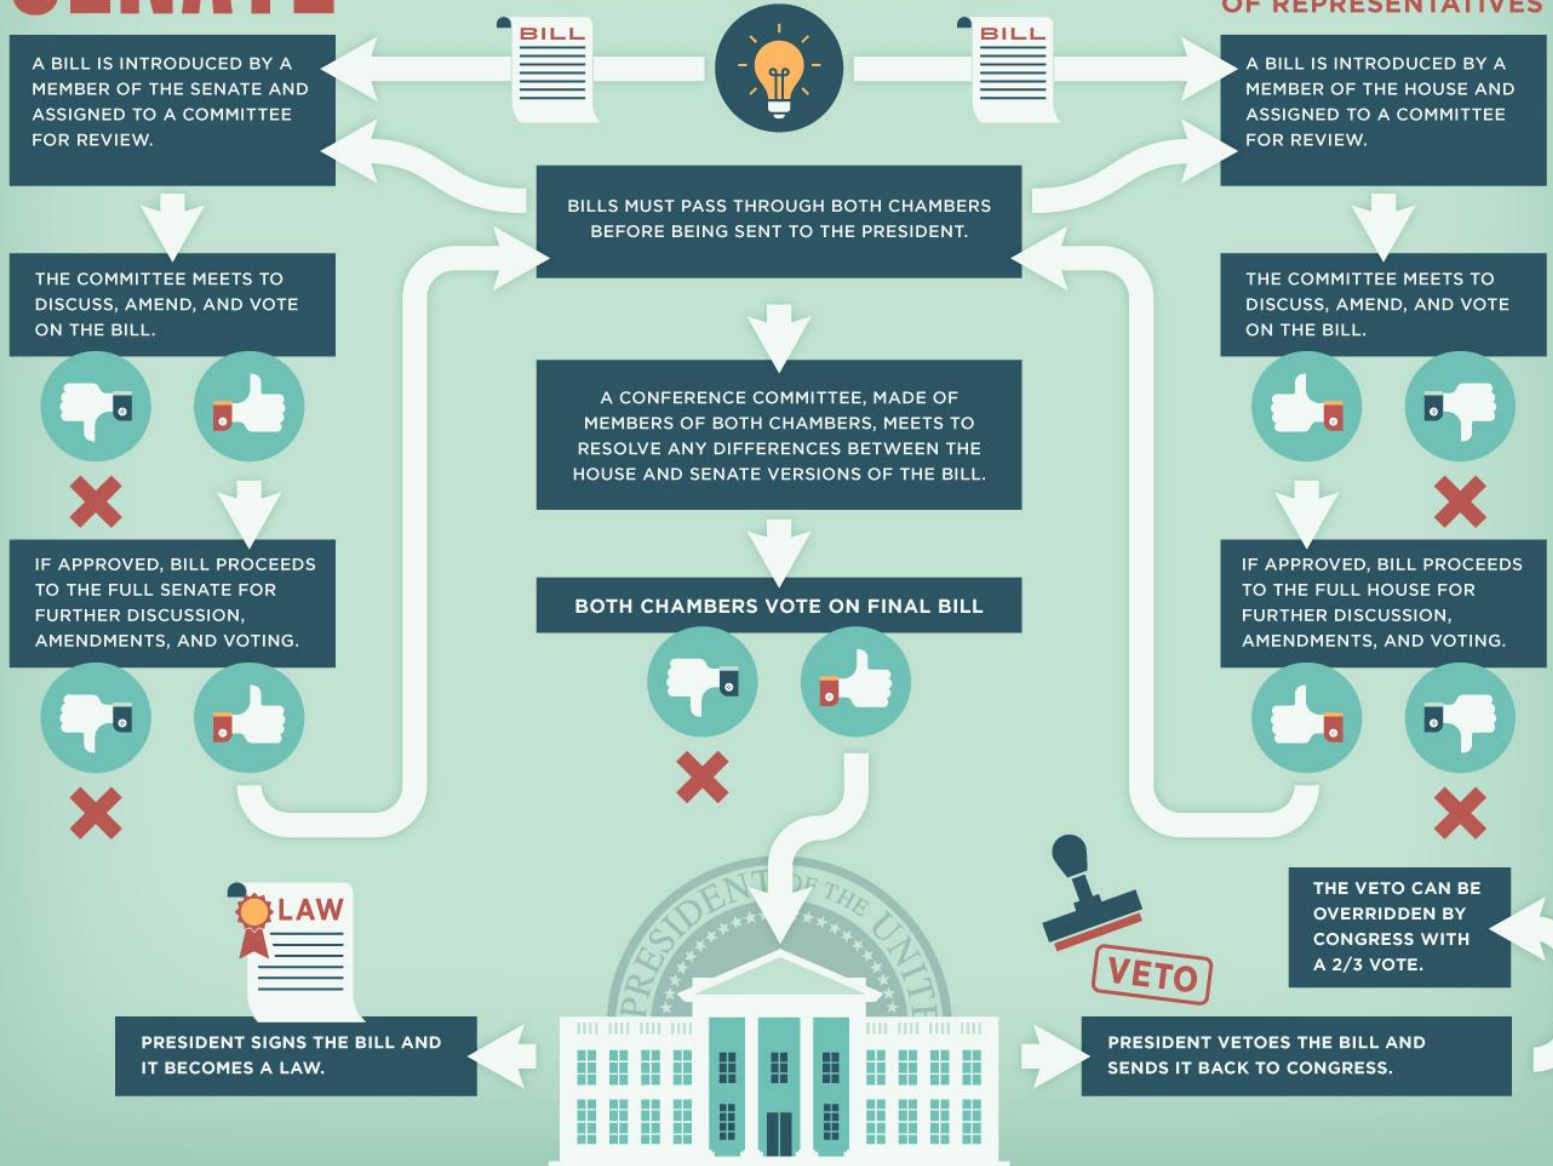 SENATE
OF REPRESENTATIVES
BILL
BILL
A BILL IS INTRODUCED BY A
MEMBER OF THE SENATE AND
ASSIGNED TO A COMMITTEE
FOR REVIEW.
A BILL IS INTRODUCED BY A
MEMBER OF THE HOUSE AND
ASSIGNED TO A COMMITTEE
FOR REVIEW.
BILLS MUST PASS THROUGH BOTH CHAMBERS
BEFORE BEING SENT TO THE PRESIDENT.
THE COMMITTEE MEETS TO
DISCUSS, AMEND, AND VOTE
ON THE BILL.
THE COMMITTEE MEETS TO
DISCUSS, AMEND, AND VOTE
ON THE BILL.
A CONFERENCE COMMITTEE, MADE OF
MEMBERS OF BOTH CHAMBERS, MEETS TO
RESOLVE ANY DIFFERENCES BETWEEN THE
HOUSE AND SENATE VERSIONS OF THE BILL.
IF APPROVED, BILL PROCEEDS
TO THE FULL SENATE FOR
FURTHER DISCUSSION,
AMENDMENTS, AND VOTING.
BOTH CHAMBERS VOTE ON FINAL BILL
IF APPROVED, BILL PROCEEDS
TO THE FULL HOUSE FOR
FURTHER DISCUSSION,
AMENDMENTS, AND VOTING.
LAW
PRESIDENT OF THE UNITE
VETO
THE VETO CAN BE
OVERRIDDEN BY
CONGRESS WITH
A 2/3 VOTE.
PRESIDENT SIGNS THE BILL AND
IT BECOMES A LAW.
PRESIDENT VETOES THE BILL AND
SENDS IT BACK TO CONGRESS.